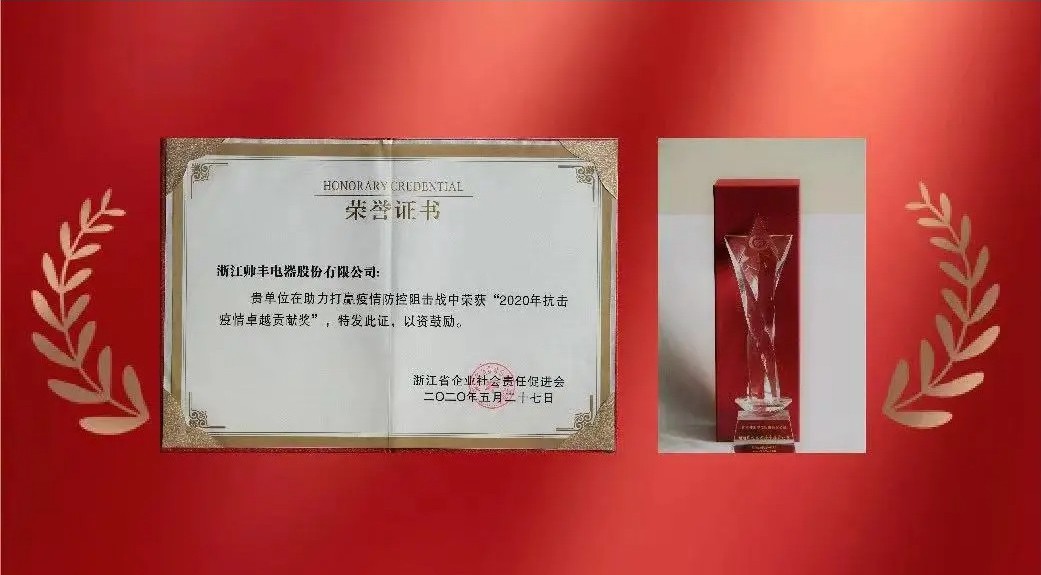 HONORARY CREDENTIAL
荣誉证书
浙江帅丰电器股份有限公司:
贵单位在助力打赢疫情防控阻击战中荣获“2020年抗击
疫情卓越贡献奖”，特发此证，以资鼓励。
浙江省企业社会责任促进会
二〇二〇年五月二十七日